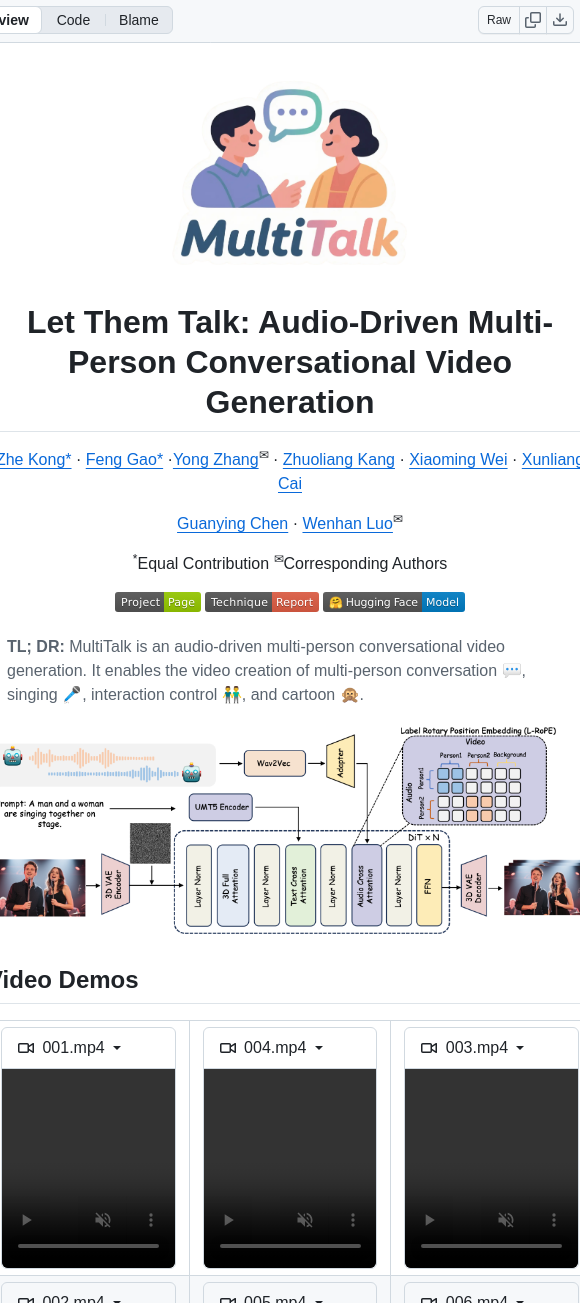 view Code Blame Raw
MultiTalk
Let Them Talk: Audio-Driven Multi-
Person Conversational Video
Generation
Zhe Kong* · Feng Gao* ·Yong Zhang✉ · Zhuoliang Kang · Xiaoming Wei · Xunliang
Cai
Guanying Chen · Wenhan Luo✉
*Equal Contribution ✉Corresponding Authors
Project Page Technique Report 🤗 Hugging Face Model
TL; DR: MultiTalk is an audio-driven multi-person conversational video
generation. It enables the video creation of multi-person conversation 💬,
singing 🎤, interaction control 👬, and cartoon 🙊.
Label Rotary Position Embedding (L-RoPE)
Video
Person1 Person2 Background
Audio
Person1
Person2
Wav2Vec
Adapter
rompt: A man and a woman
are singing together on
stage.
UMT5 Encoder
DiT × N
3D VAE
Encoder
Layer Norm
3D Full
Attention
Layer Norm
Text Cross
Attention
Layer Norm
Audio Cross
Attention
Layer Norm
FFN
3D VAE
Decoder
Video Demos
001.mp4 004.mp4 003.mp4
002.mp4 005.mp4 006.mp4